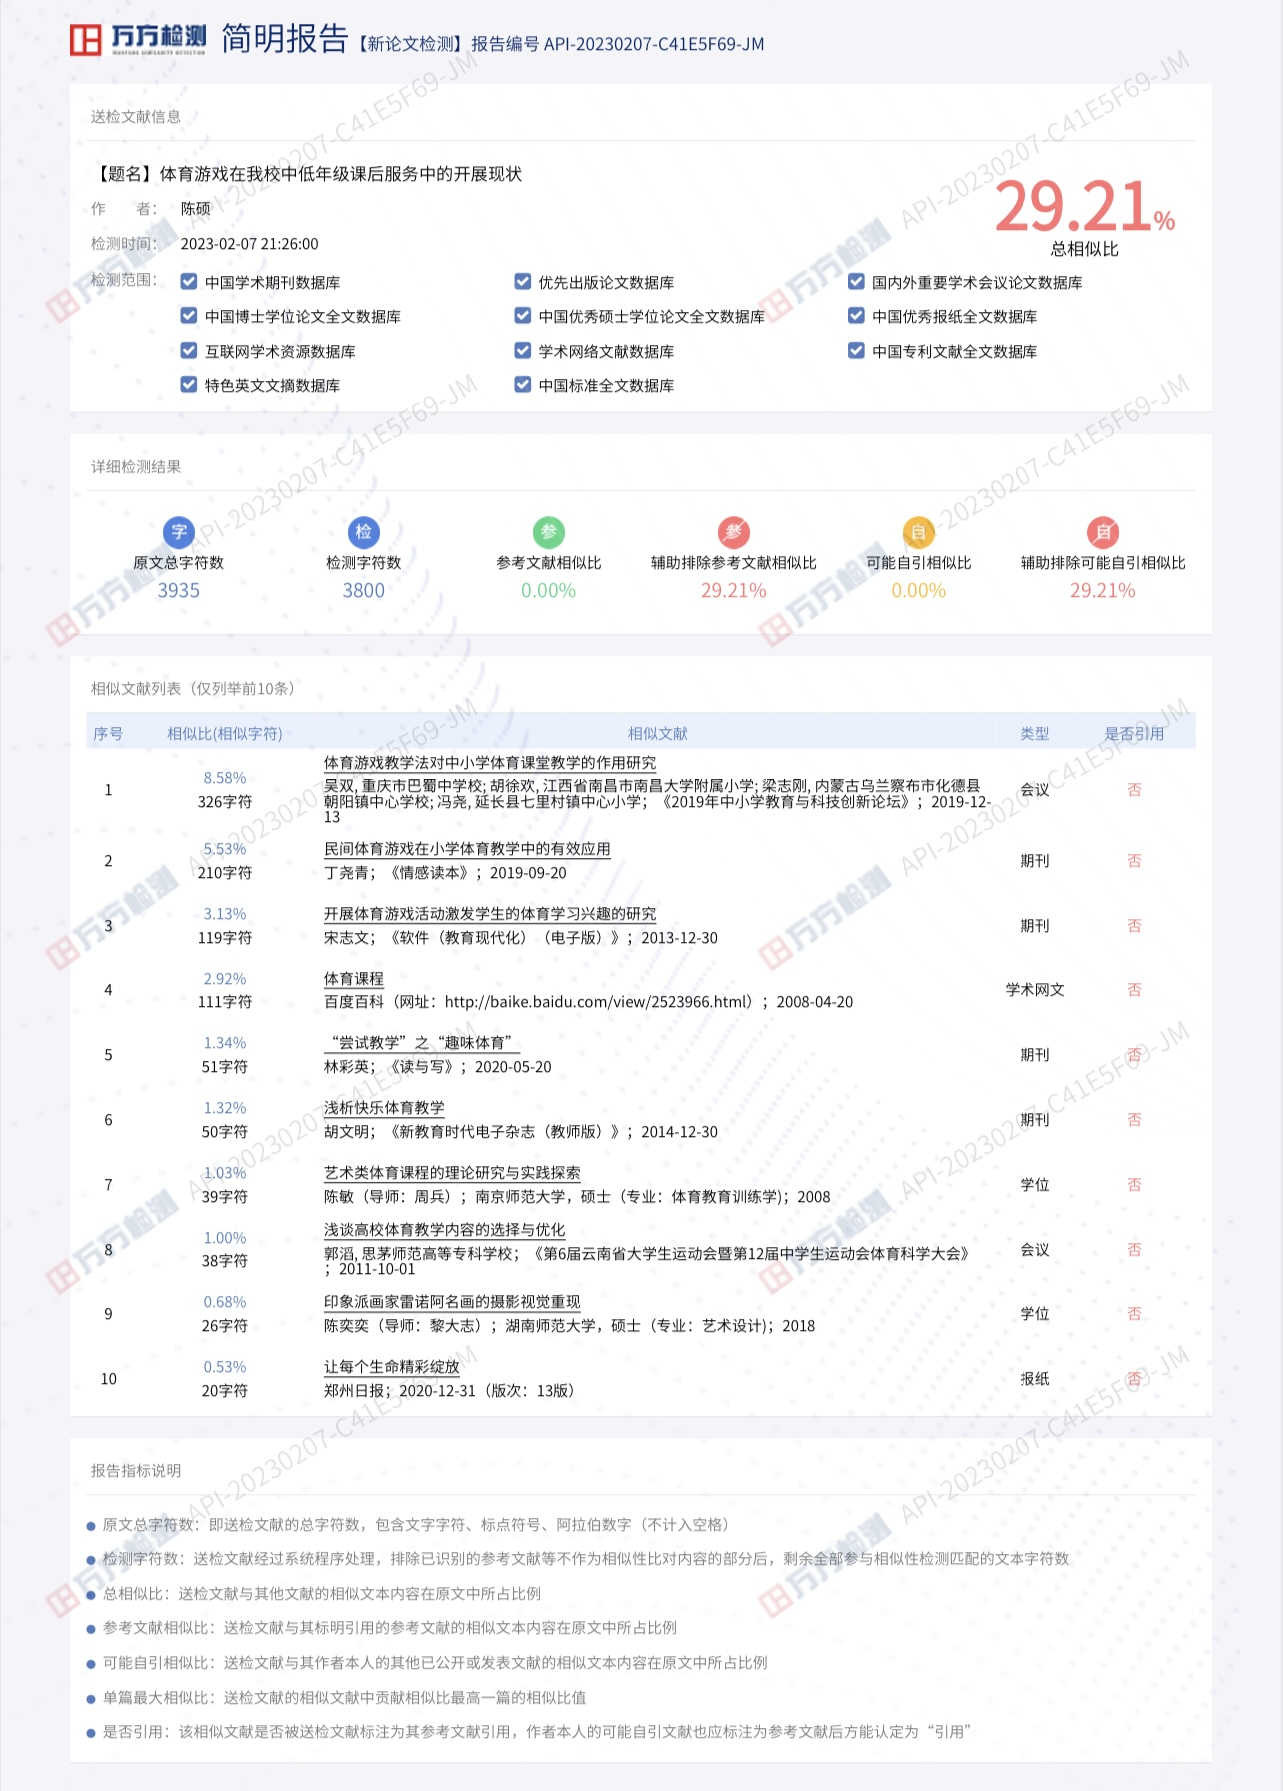 万方检测 简明报告【新论文检测】报告编号 API-20230207-C41E5F69-JM
送检文献信息
【题名】体育游戏在我校中低年级课后服务中的开展现状
作 者： 陈硕
检测时间： 2023-02-07 21:26:00
29.21%
总相似比
检测范围： 中国学术期刊数据库 优先出版论文数据库 国内外重要学术会议论文数据库
中国博士学位论文全文数据库 中国优秀硕士学位论文全文数据库 中国优秀报纸全文数据库
互联网学术资源数据库 学术网络文献数据库 中国专利文献全文数据库
特色英文文摘数据库 中国标准全文数据库
详细检测结果
字 检 参 参 自 自
原文总字符数 检测字符数 参考文献相似比 辅助排除参考文献相似比 可能自引相似比 辅助排除可能自引相似比
3935 3800 0.00% 29.21% 0.00% 29.21%
相似文献列表（仅列举前10条）
序号 相似比(相似字符) 相似文献 类型 是否引用
1 8.58% 326字符 体育游戏教学法对中小学体育课堂教学的作用研究 会议 否
吴双, 重庆市巴蜀中学校; 胡徐欢, 江西省南昌市南昌大学附属小学; 梁志刚, 内蒙古乌兰察布市化德县
朝阳镇中心学校; 冯尧, 延长县七里村镇中心小学；《2019年中小学教育与科技创新论坛》；2019-12-
13
2 5.53% 210字符 民间体育游戏在小学体育教学中的有效应用 期刊 否
丁尧青；《情感读本》；2019-09-20
3 3.13% 119字符 开展体育游戏活动激发学生的体育学习兴趣的研究 期刊 否
宋志文；《软件（教育现代化）（电子版）》；2013-12-30
4 2.92% 111字符 体育课程 学术网文 否
百度百科（网址：http://baike.baidu.com/view/2523966.html）；2008-04-20
5 1.34% 51字符 “尝试教学”之“趣味体育” 期刊 否
林彩英；《读与写》；2020-05-20
6 1.32% 50字符 浅析快乐体育教学 期刊 否
胡文明；《新教育时代电子杂志（教师版）》；2014-12-30
7 1.03% 39字符 艺术类体育课程的理论研究与实践探索 学位 否
陈敏（导师：周兵）；南京师范大学，硕士（专业：体育教育训练学)；2008
8 1.00% 38字符 浅谈高校体育教学内容的选择与优化 会议 否
郭滔, 思茅师范高等专科学校；《第6届云南省大学生运动会暨第12届中学生运动会体育科学大会》
；2011-10-01
9 0.68% 26字符 印象派画家雷诺阿名画的摄影视觉重现 学位 否
陈奕奕（导师：黎大志）；湖南师范大学，硕士（专业：艺术设计)；2018
10 0.53% 20字符 让每个生命精彩绽放 报纸 否
郑州日报；2020-12-31（版次：13版）
报告指标说明
原文总字符数：即送检文献的总字符数，包含文字字符、标点符号、阿拉伯数字（不计入空格）
检测字符数：送检文献经过系统程序处理，排除已识别的参考文献等不作为相似性比对内容的部分后，剩余全部参与相似性检测匹配的文本字符数
总相似比：送检文献与其他文献的相似文本内容在原文中所占比例
参考文献相似比：送检文献与其标明引用的参考文献的相似文本内容在原文中所占比例
可能自引相似比：送检文献与其作者本人的其他已公开或发表文献的相似文本内容在原文中所占比例
单篇最大相似比：送检文献的相似文献中贡献相似比最高一篇的相似比值
是否引用：该相似文献是否被送检文献标注为其参考文献引用，作者本人的可能自引文献也应标注为参考文献后方能认定为“引用”